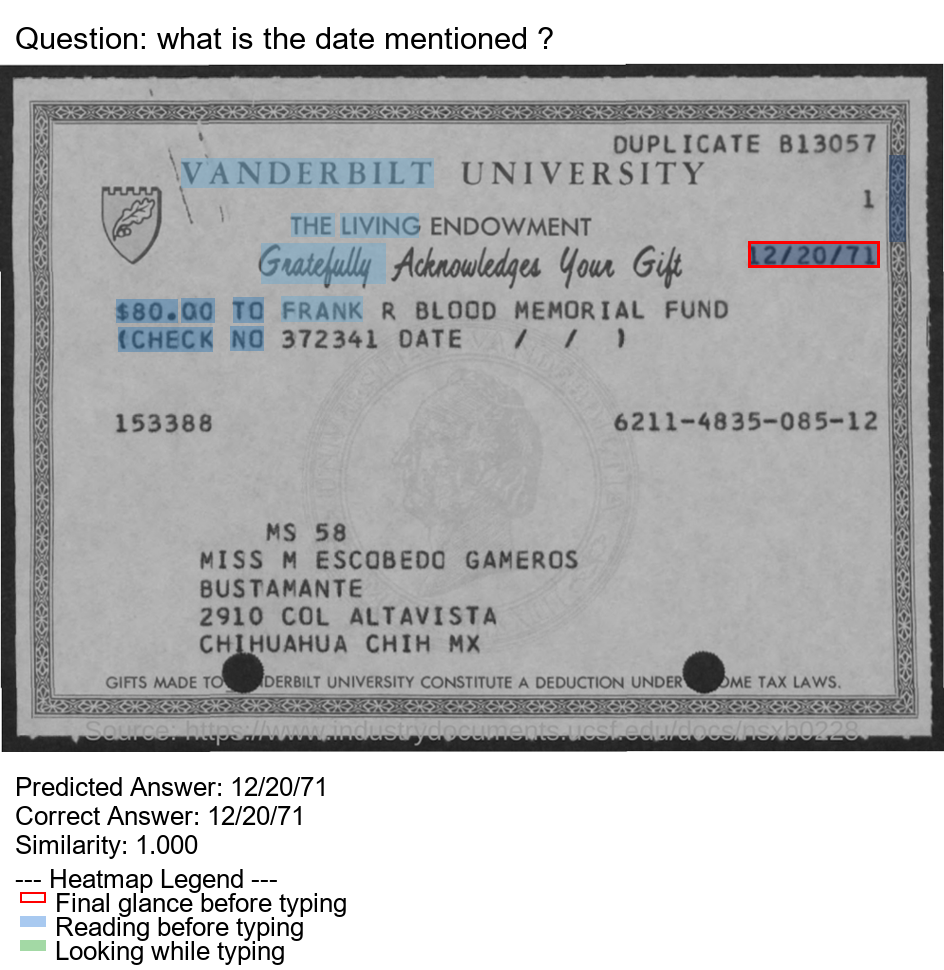 Question: what is the date mentioned ?
DUPLICATE B13057
VANDERBILT UNIVERSITY
1
THE LIVING ENDOWMENT
Gratefully Acknowledges Your Gift 12/20/71
$80.00 TO FRANK R BLOOD MEMORIAL FUND
(CHECK NO 372341 DATE / / )
153388 6211-4835-085-12
MS 58
MISS M ESCOBEDO GAMEROS
BUSTAMANTE
2910 COL ALTAVISTA
CHIHUAHUA CHIH MX
GIFTS MADE TO DERBILT UNIVERSITY CONSTITUTE A DEDUCTION UNDER OME TAX LAWS.
Source: https://www.industrydocuments.ucsf.edu/docs/nsxb0228
Predicted Answer: 12/20/71
Correct Answer: 12/20/71
Similarity: 1.000
--- Heatmap Legend ---
Final glance before typing
Reading before typing
Looking while typing